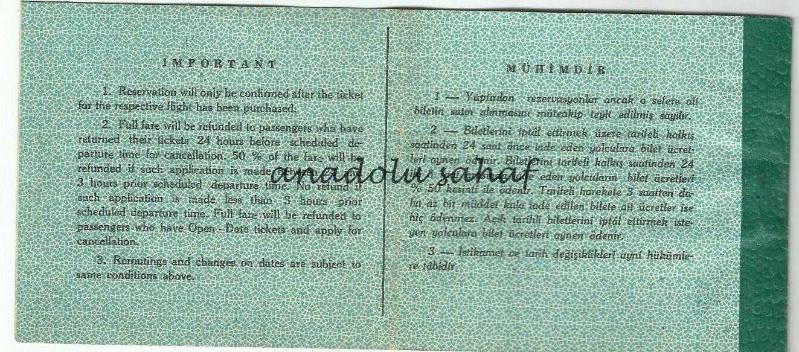 IMPORTANT
1. Reservation will only be confirmed after the ticket
for the respective flight has been purchased.
2. Full fare will be refunded to passengers who have
returned their tickets 24 hours before scheduled de-
parture time for cancellation. 50 % of the fare will be
refunded if such application is made
3 hours prior scheduled departure time. No refund if
such application is made less than 3 hours prior
scheduled departure time. Full fare will be refunded to
passengers who have Open - Date tickets and apply for
cancellation.
3. Reroutings and changes on dates are subject to
same conditions above.
MÜHİMDİR
1 — Yapılan rezervasyonlar ancak o sefere ait
biletin satın alınmasını müteakip teyit edilmiş sayılır.
2 — Biletlerini iptâl ettirmek üzere tarifeli kalkış
saatinden 24 saat önce iade eden yolculara bilet ücret-
leri aynen ödenir. Biletlerini tarifeli kalkış saatinden 24
eden yolcuların bilet ücretleri
% 50 kesinti ile ödenir. Tarifeli harekete 3 saatten da-
ha az bir müddet kala iade edilen bilete ait ücretler ise
hiç ödenmez. Açık tarihli biletlerini iptâl ettirmek iste-
yen yolculara bilet ücretleri aynen ödenir.
3 — İstikamet ve tarih değişiklikleri aynı hükümle-
re tâbidir
anadolu sahaf